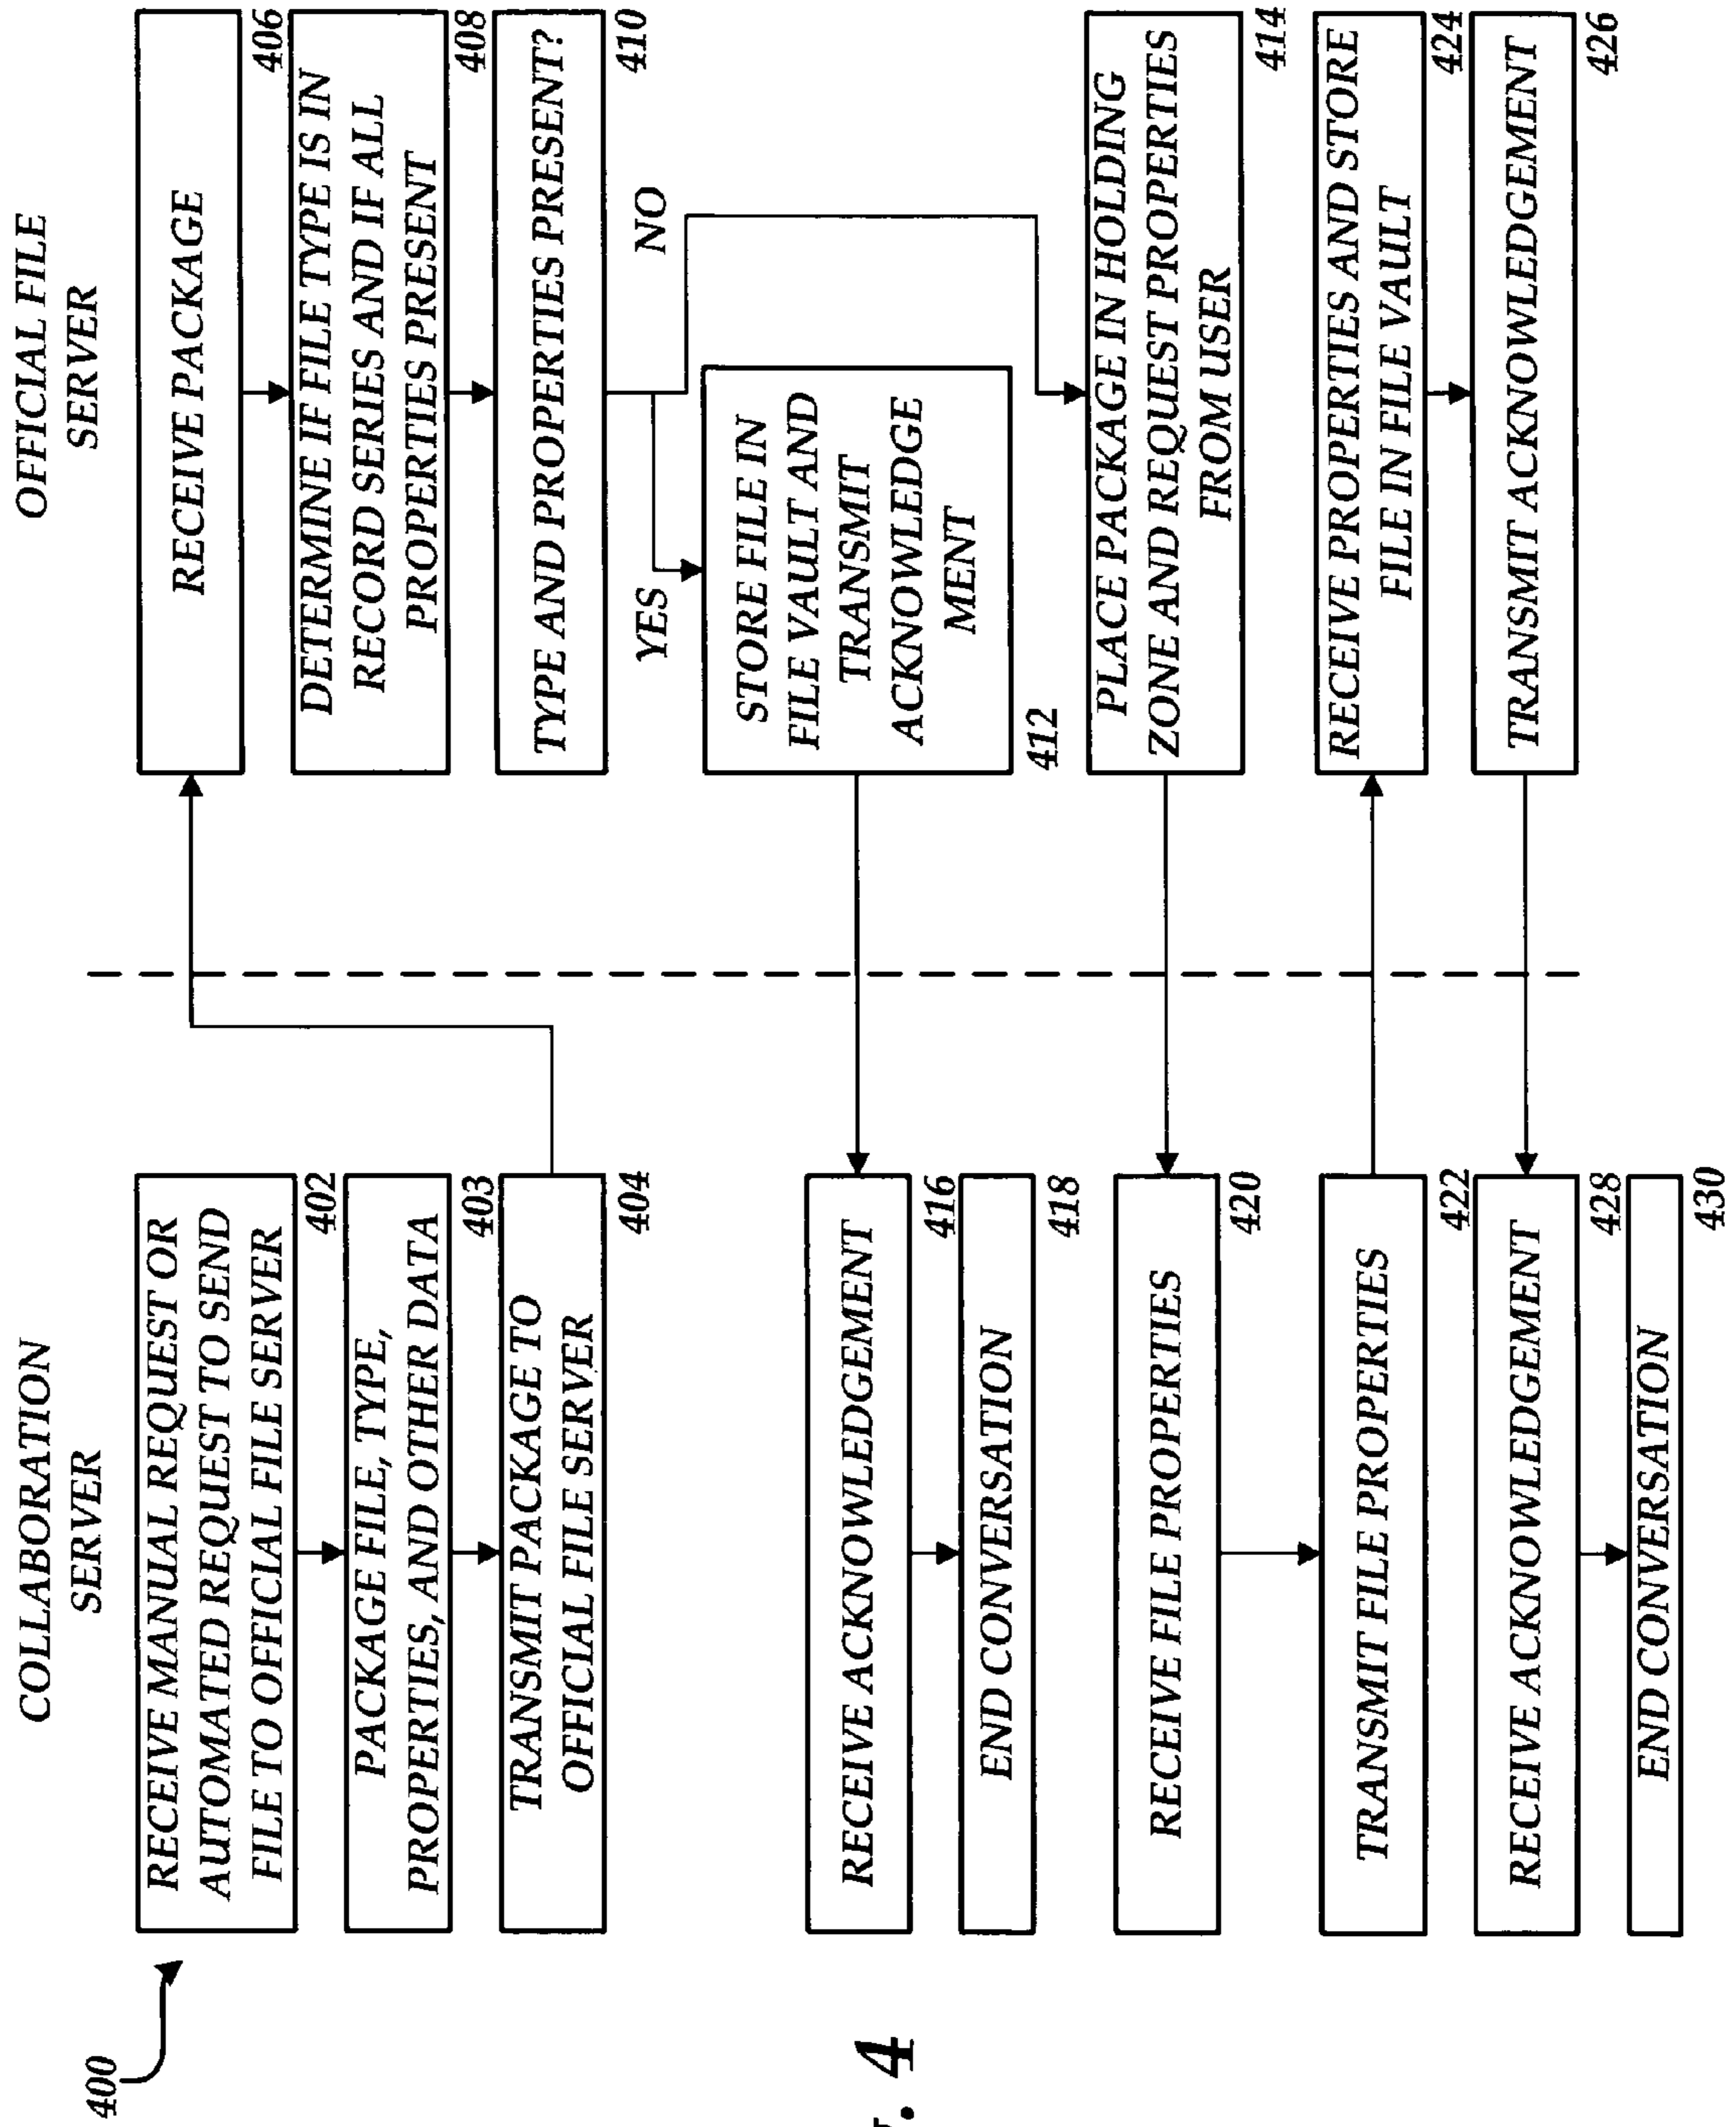 400
COLLABORATION
SERVER
RECEIVE MANUAL REQUEST OR
AUTOMATED REQUEST TO SEND
FILE TO OFFICIAL FILE SERVER
402
PACKAGE FILE, TYPE,
PROPERTIES, AND OTHER DATA
403
TRANSMIT PACKAGE TO
OFFICIAL FILE SERVER
404
RECEIVE ACKNOWLEDGEMENT
416
END CONVERSATION
418
RECEIVE FILE PROPERTIES
420
TRANSMIT FILE PROPERTIES
422
RECEIVE ACKNOWLEDGEMENT
428
END CONVERSATION
430
OFFICIAL FILE
SERVER
RECEIVE PACKAGE
406
DETERMINE IF FILE TYPE IS IN
RECORD SERIES AND IF ALL
PROPERTIES PRESENT
408
TYPE AND PROPERTIES PRESENT?
410
YES
NO
STORE FILE IN
FILE VAULT AND
TRANSMIT
ACKNOWLEDGE
MENT
412
PLACE PACKAGE IN HOLDING
ZONE AND REQUEST PROPERTIES
FROM USER
414
RECEIVE PROPERTIES AND STORE
FILE IN FILE VAULT
424
TRANSMIT ACKNOWLEDGEMENT
426
. 4